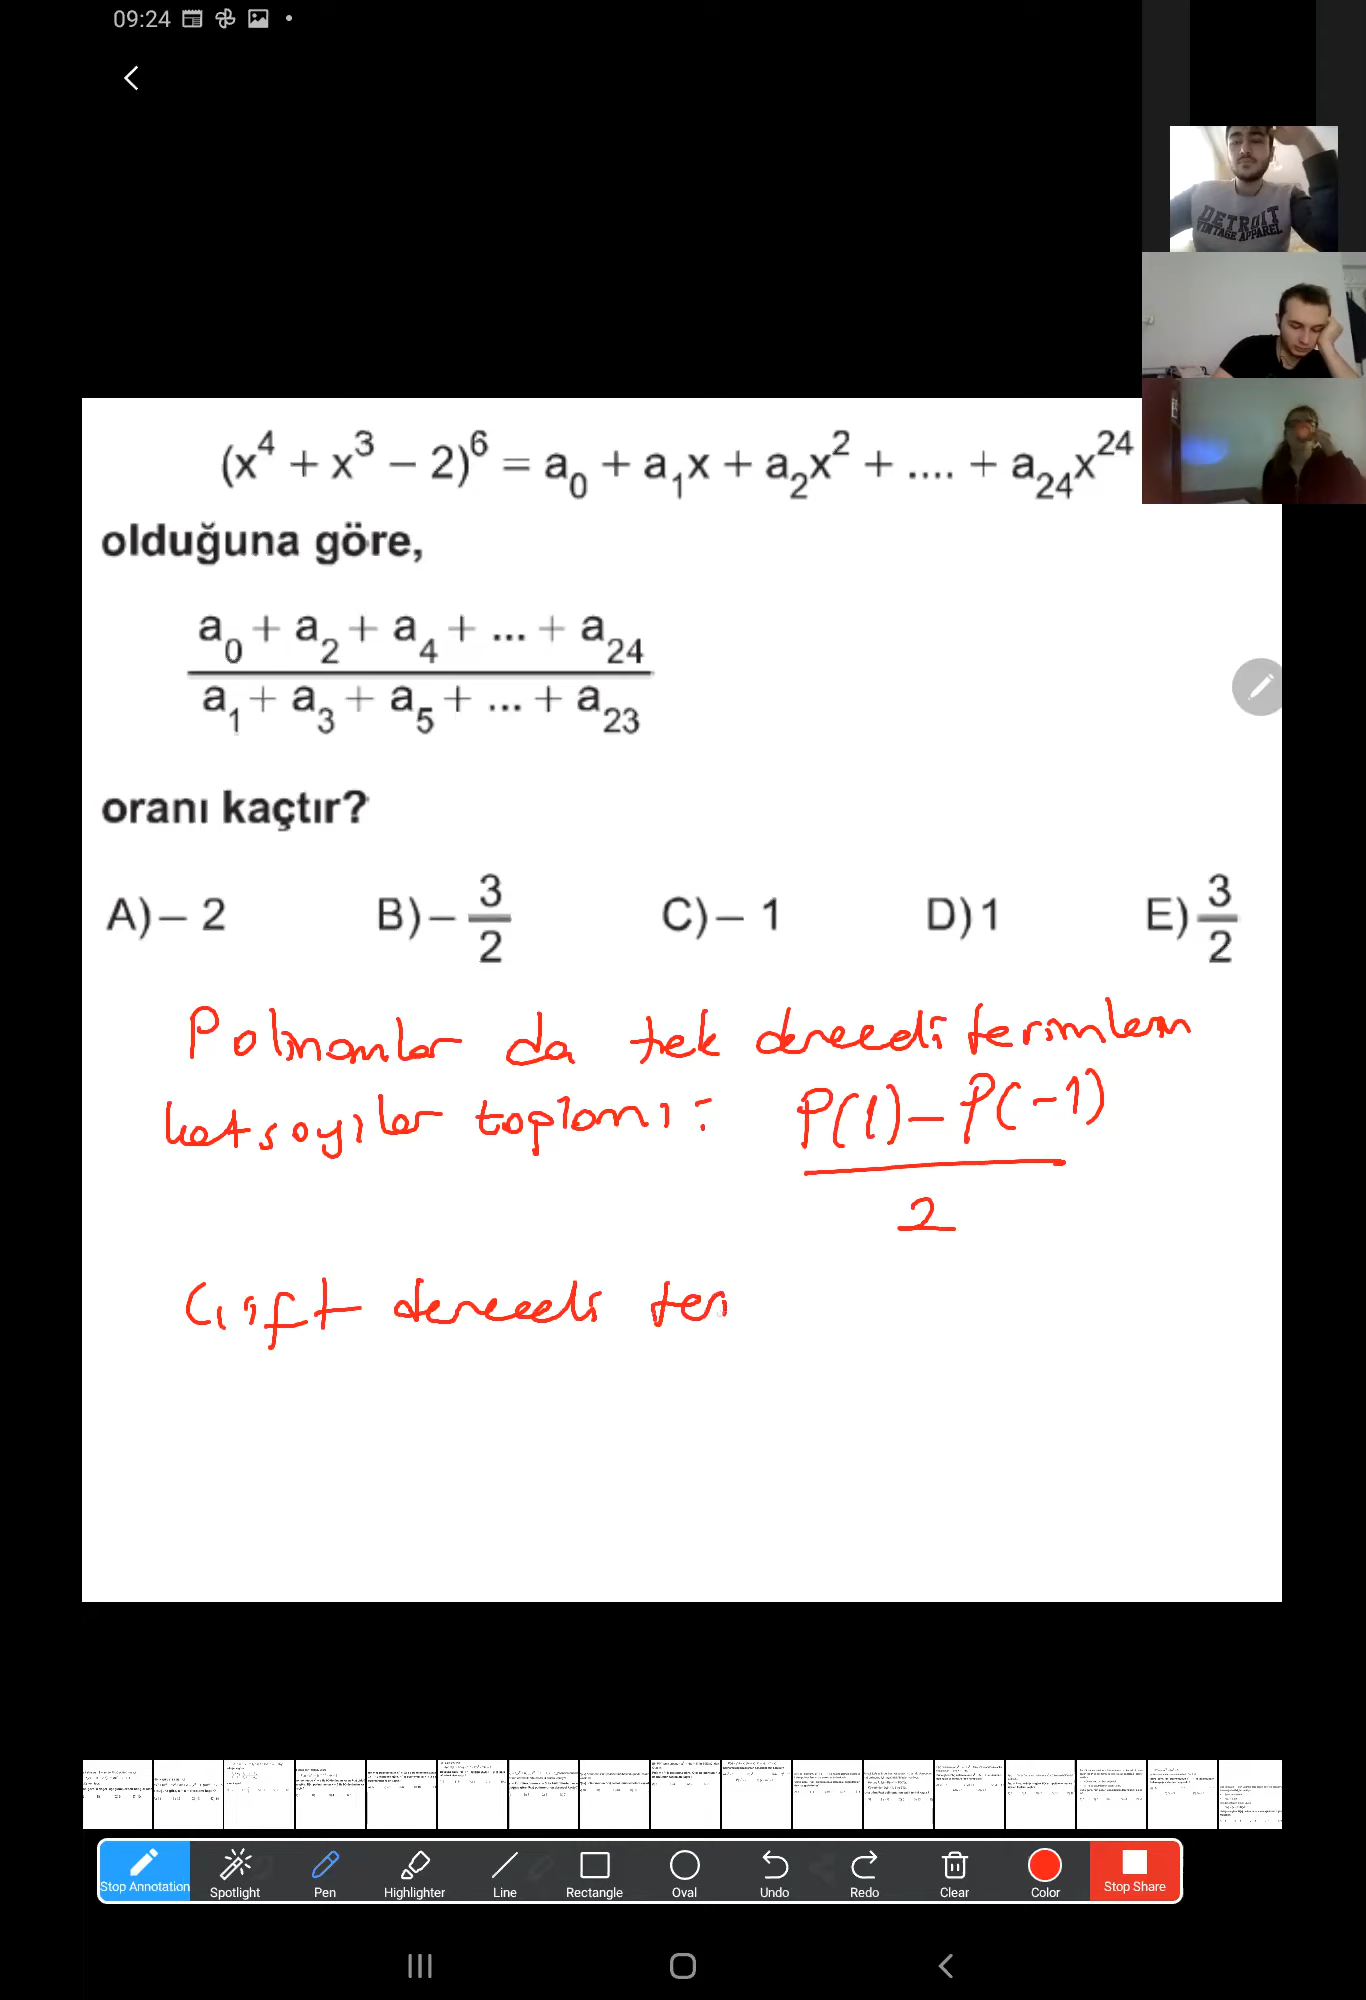 09:24
DETROIT
VINTAGE APPAREL
(x⁴ + x³ − 2)⁶ = a₀ + a₁x + a₂x² + .... + a₂₄x²⁴
olduğuna göre,
a₀ + a₂ + a₄ + ... + a₂₄
a₁ + a₃ + a₅ + ... + a₂₃
oranı kaçtır?
A) − 2 B) − 3/2 C) − 1 D) 1 E) 3/2
Polinomlar da tek dereceli terimlerin
katsayılar toplamı : P(1) − P(−1)
2
Çift dereceli teri
Stop Annotation Spotlight Pen Highlighter Line Rectangle Oval Undo Redo Clear Color Stop Share